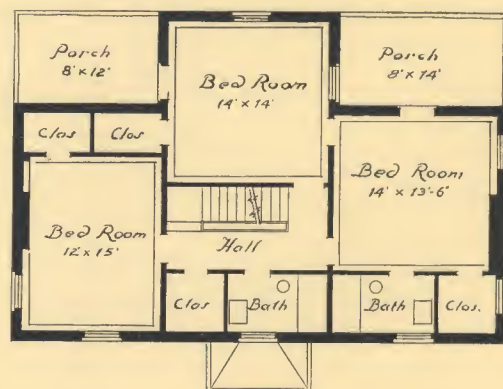 Porch
8' x 12'
Bed Room
14' x 14'
Porch
8' x 14'
Clos
Clos
Bed Room
14' x 13'-6"
Bed Room
12' x 15'
Hall
Clos
Bath
Bath
Clos.